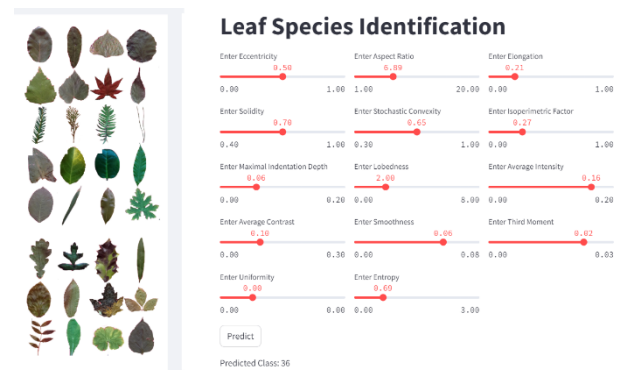 Leaf Species Identification
Enter Eccentricity Enter Aspect Ratio Enter Elongation
0.50 6.89 0.21
0.00 1.00 1.00 20.00 0.00 1.00
Enter Solidity Enter Stochastic Convexity Enter Isoperimetric Factor
0.70 0.65 0.27
0.40 1.00 0.30 1.00 0.00 1.00
Enter Maximal Indentation Depth Enter Lobedness Enter Average Intensity
0.06 2.00 0.16
0.00 0.20 0.00 8.00 0.00 0.20
Enter Average Contrast Enter Smoothness Enter Third Moment
0.10 0.06 0.02
0.00 0.30 0.00 0.08 0.00 0.03
Enter Uniformity Enter Entropy
0.00 0.69
0.00 0.00 0.00 3.00
Predict
Predicted Class: 36